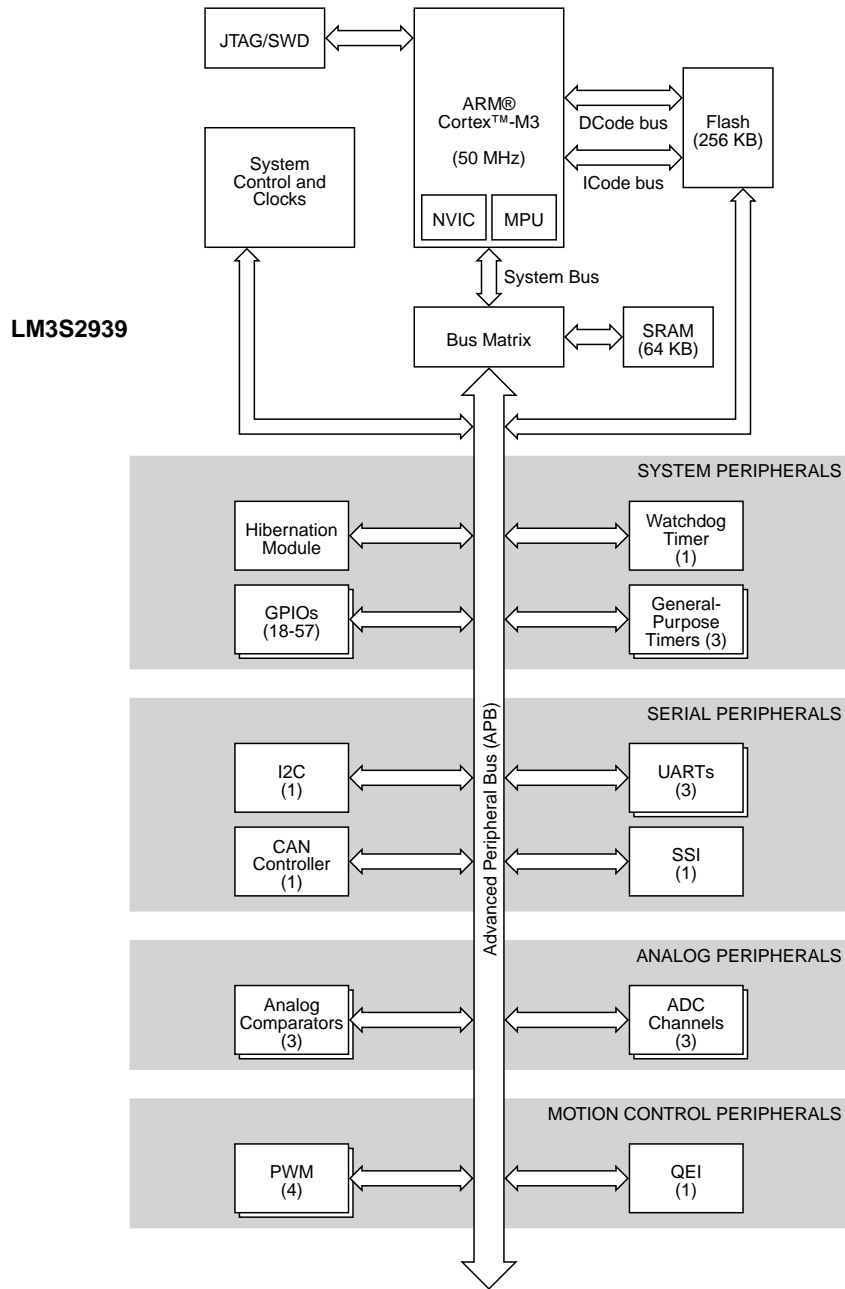 JTAG/SWD
ARM®
Cortex™-M3
(50 MHz)
NVIC
MPU
DCode bus
ICode bus
Flash
(256 KB)
System
Control and
Clocks
System Bus
LM3S2939
Bus Matrix
SRAM
(64 KB)
SYSTEM PERIPHERALS
Hibernation
Module
Watchdog
Timer
(1)
GPIOs
(18-57)
General-
Purpose
Timers (3)
Advanced Peripheral Bus (APB)
SERIAL PERIPHERALS
I2C
(1)
UARTs
(3)
CAN
Controller
(1)
SSI
(1)
ANALOG PERIPHERALS
Analog
Comparators
(3)
ADC
Channels
(3)
MOTION CONTROL PERIPHERALS
PWM
(4)
QEI
(1)